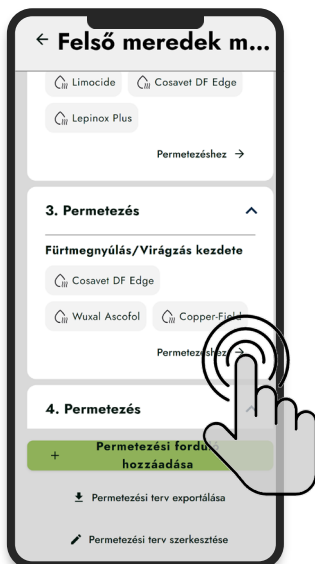 Felső meredek m...
Limocide Cosavet DF Edge
Lepinox Plus
Permetezéshez →
3. Permetezés
Fürtmegnyúlás/Virágzás kezdete
Cosavet DF Edge
Wuxal Ascofol Copper-Field
Permetezéshez →
4. Permetezés
+ Permetezési forduló
hozzáadása
Permetezési terv exportálása
Permetezési terv szerkesztése